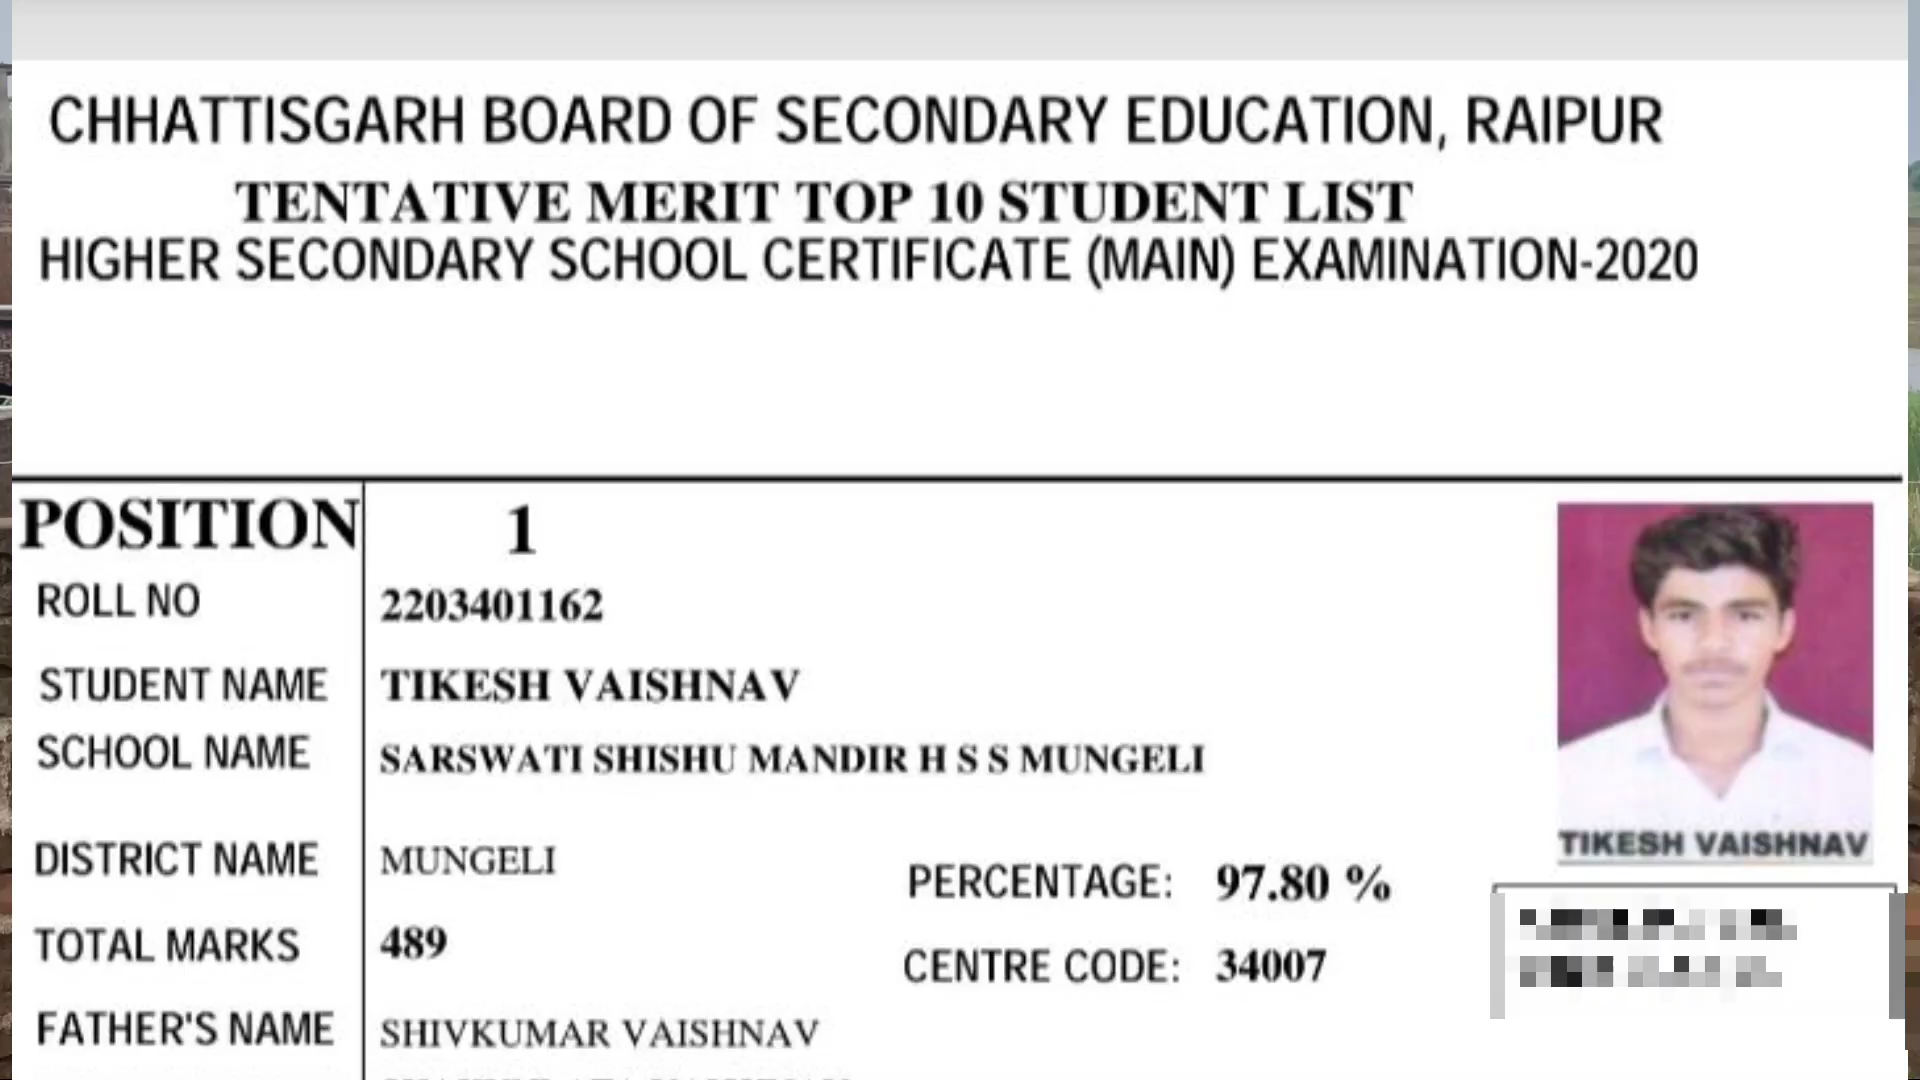 CHHATTISGARH BOARD OF SECONDARY EDUCATION, RAIPUR
TENTATIVE MERIT TOP 10 STUDENT LIST
HIGHER SECONDARY SCHOOL CERTIFICATE (MAIN) EXAMINATION-2020
POSITION 1
ROLL NO 2203401162
STUDENT NAME TIKESH VAISHNAV
SCHOOL NAME SARSWATI SHISHU MANDIR H S S MUNGELI
TIKESH VAISHNAV
DISTRICT NAME MUNGELI PERCENTAGE: 97.80 %
TOTAL MARKS 489 CENTRE CODE: 34007
FATHER'S NAME SHIVKUMAR VAISHNAV